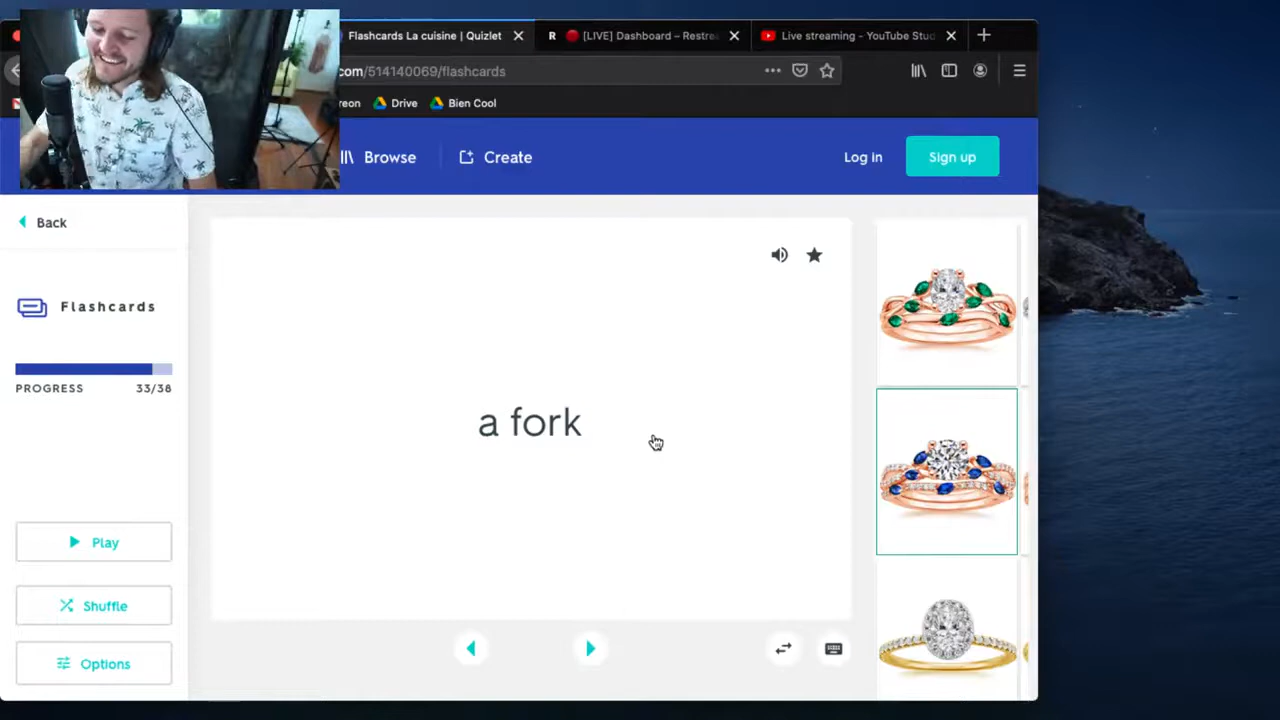 Flashcards La cuisine | Quizlet
R [LIVE] Dashboard – Restrea
Live streaming - YouTube Stud
com/514140069/flashcards
reon
Drive
Bien Cool
Browse
Create
Log in
Sign up
Back
Flashcards
PROGRESS 33/38
a fork
Play
Shuffle
Options